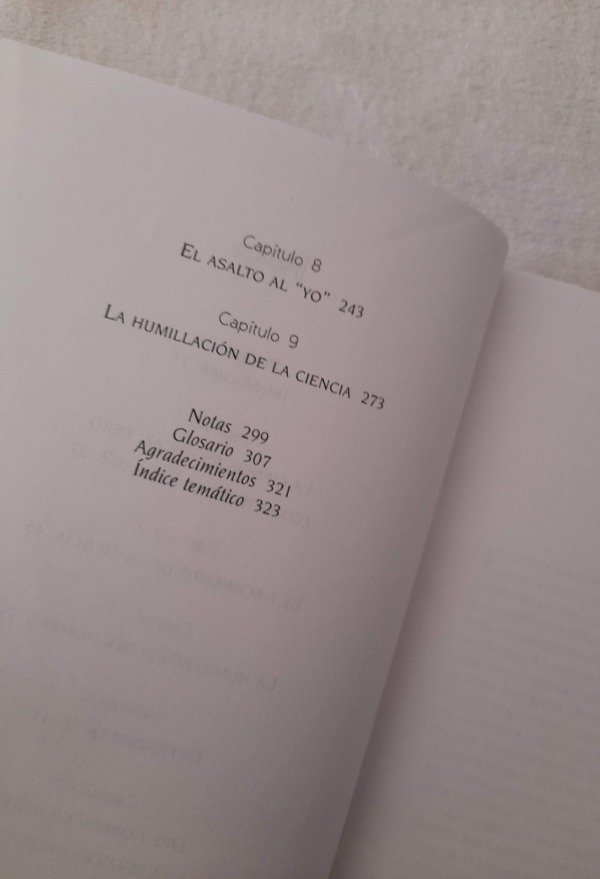 Capítulo 8
EL ASALTO AL "YO" 243
Capítulo 9
LA HUMILLACIÓN DE LA CIENCIA 273
Notas 299
Glosario 307
Agradecimientos 321
Índice temático 323